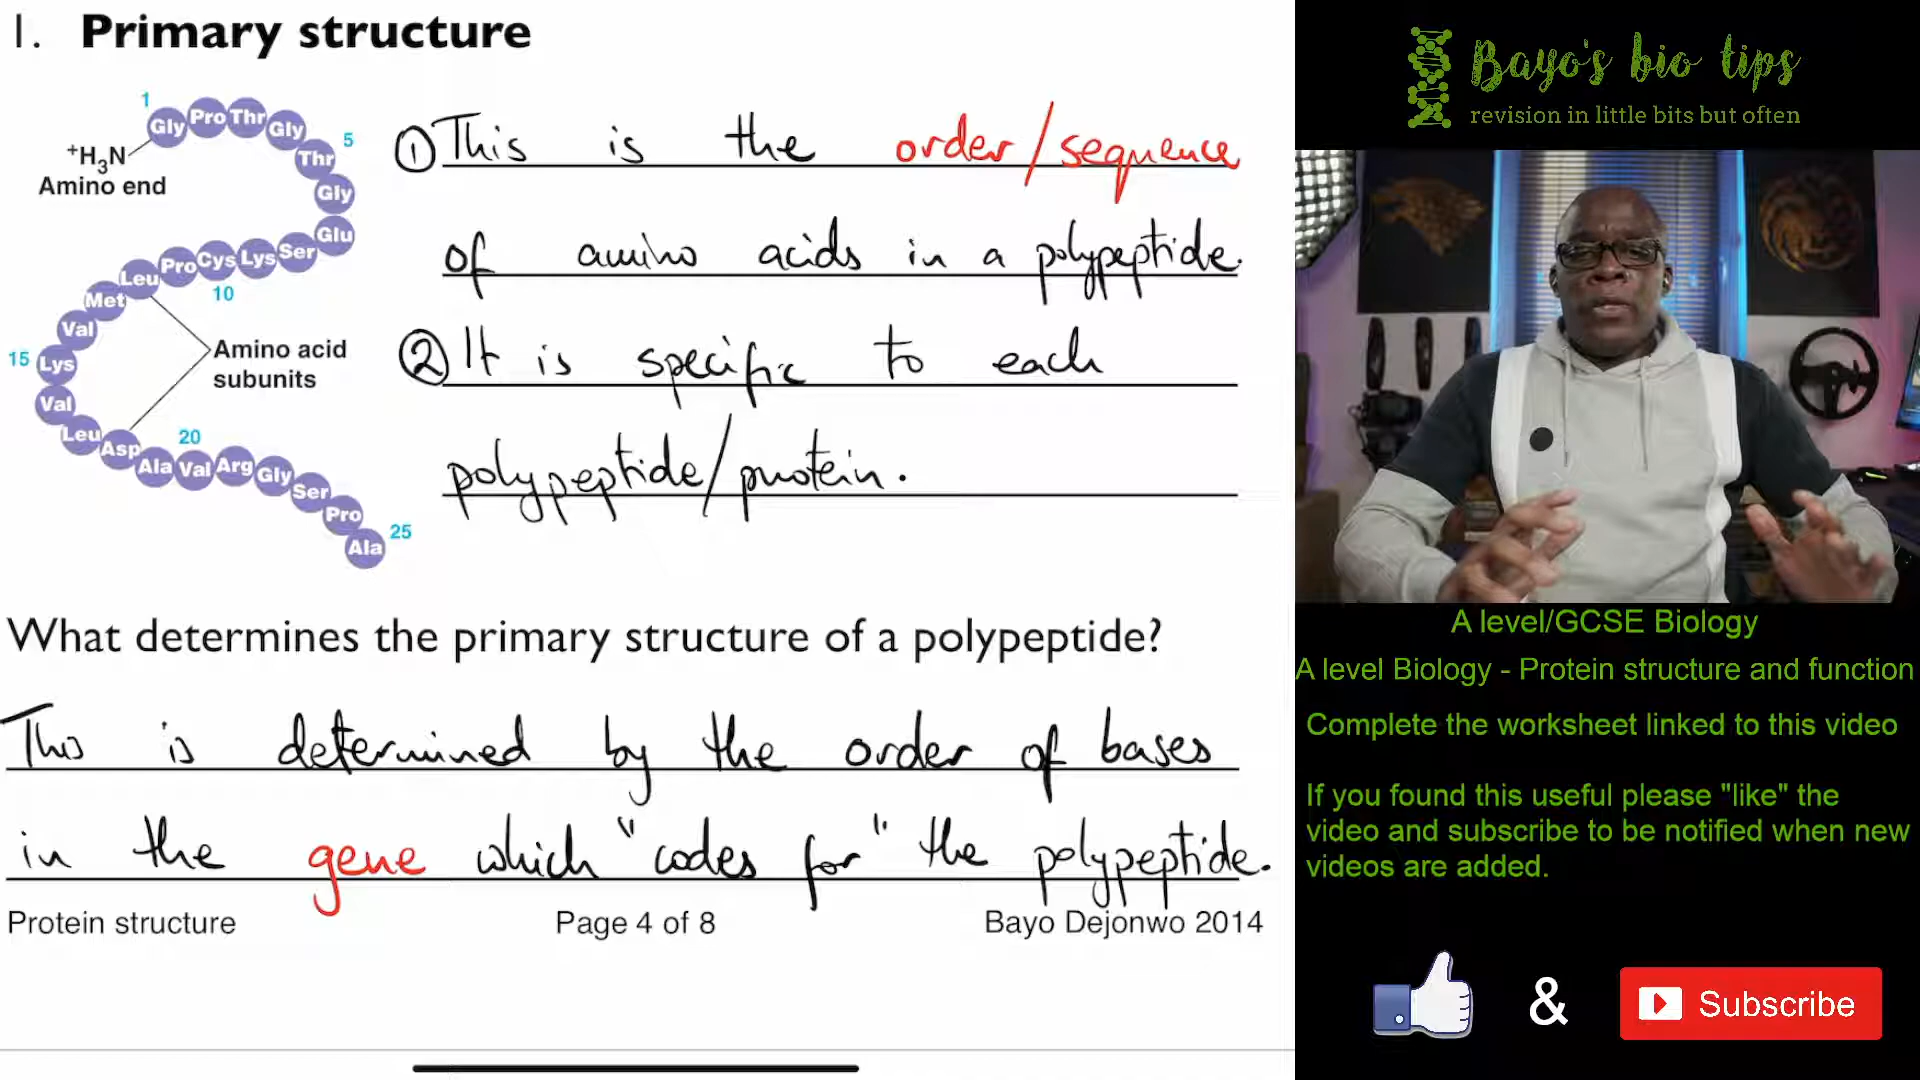 1. Primary structure
1
Gly Pro Thr Gly
5
Thr
+H3N
Amino end
Gly
Glu
Leu Pro Cys Lys Ser
10
Met
Val
15 Lys
Amino acid
subunits
Val
Leu
Asp
20
Ala Val Arg Gly
Ser
Pro
25
Ala
① This is the order/sequence
of amino acids in a polypeptide.
② It is specific to each
polypeptide/protein.
What determines the primary structure of a polypeptide?
This is determined by the order of bases
in the gene which "codes for" the polypeptide.
Protein structure Page 4 of 8 Bayo Dejonwo 2014
Bayo's bio tips
revision in little bits but often
A level/GCSE Biology
A level Biology - Protein structure and function
Complete the worksheet linked to this video
If you found this useful please "like" the
video and subscribe to be notified when new
videos are added.
& Subscribe